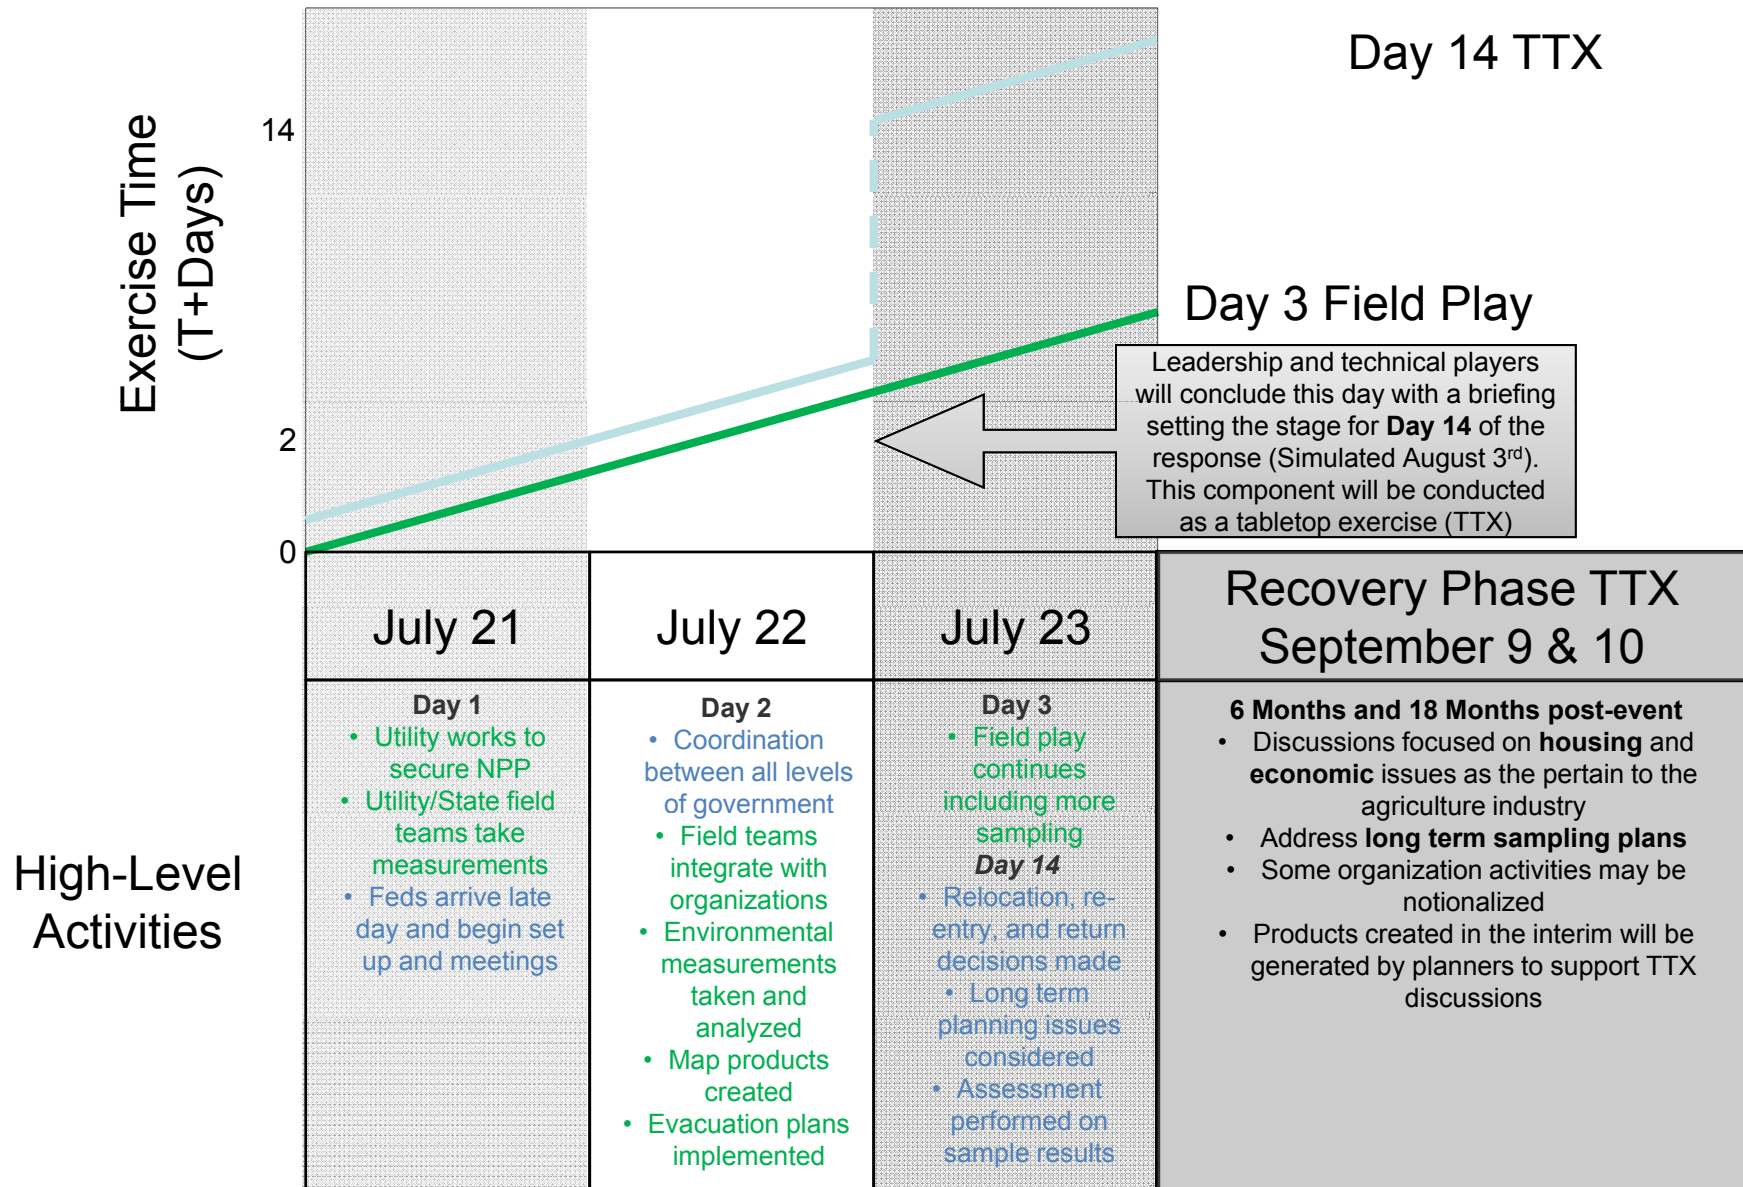 Day 14 TTX
Exercise Time
(T+Days)
14
2
0
Day 3 Field Play
Leadership and technical players
will conclude this day with a briefing
setting the stage for Day 14 of the
response (Simulated August 3rd).
This component will be conducted
as a tabletop exercise (TTX)
July 21
July 22
July 23
Recovery Phase TTX
September 9 & 10
High-Level
Activities
Day 1
• Utility works to
secure NPP
• Utility/State field
teams take
measurements
• Feds arrive late
day and begin set
up and meetings
Day 2
• Coordination
between all levels
of government
• Field teams
integrate with
organizations
• Environmental
measurements
taken and
analyzed
• Map products
created
• Evacuation plans
implemented
Day 3
• Field play
continues
including more
sampling
Day 14
• Relocation, re-
entry, and return
decisions made
• Long term
planning issues
considered
• Assessment
performed on
sample results
6 Months and 18 Months post-event
• Discussions focused on housing and
economic issues as the pertain to the
agriculture industry
• Address long term sampling plans
• Some organization activities may be
notionalized
• Products created in the interim will be
generated by planners to support TTX
discussions